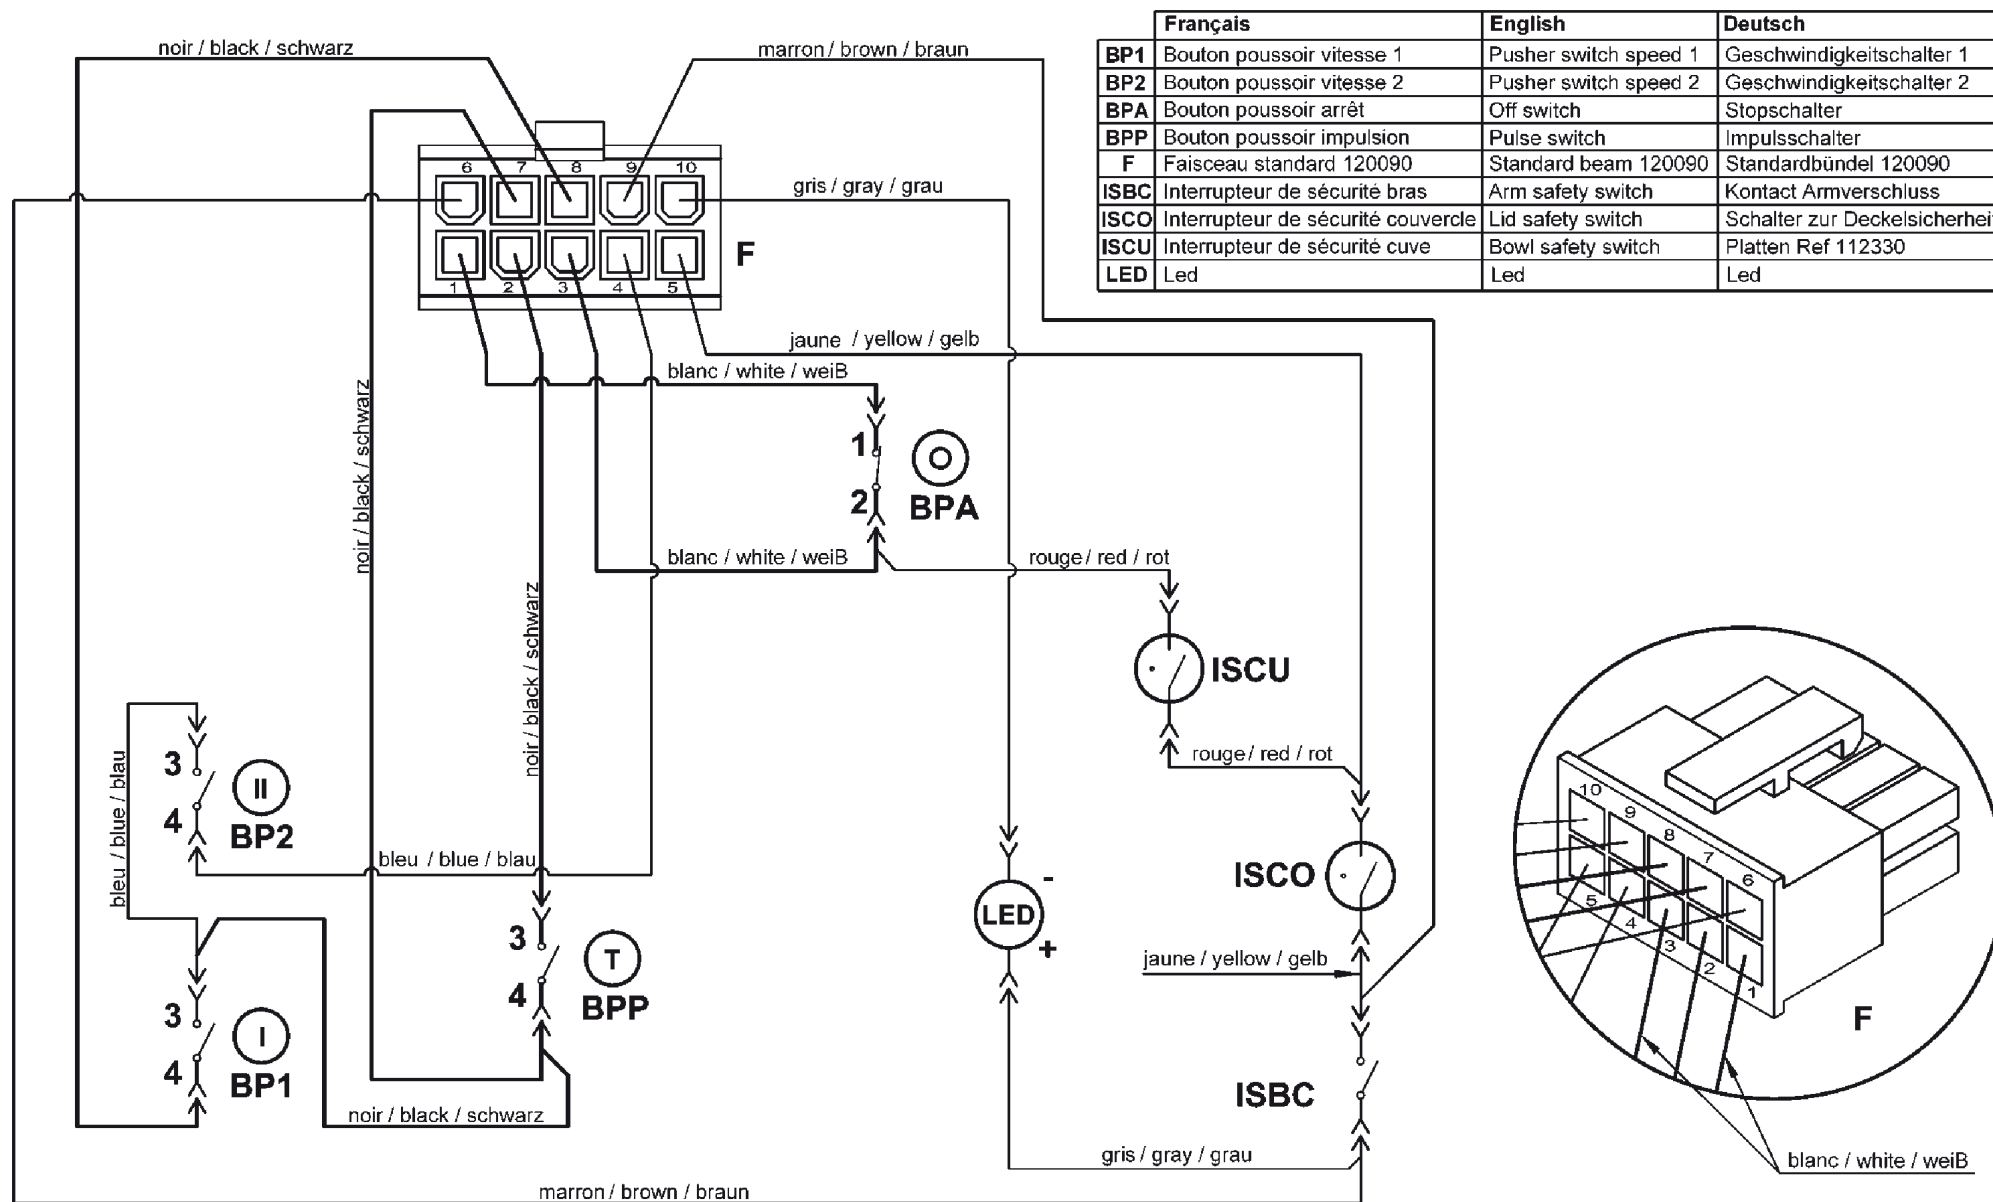 Français English Deutsch
BP1 Bouton poussoir vitesse 1 Pusher switch speed 1 Geschwindigkeitschalter 1
BP2 Bouton poussoir vitesse 2 Pusher switch speed 2 Geschwindigkeitschalter 2
BPA Bouton poussoir arrêt Off switch Stopschalter
BPP Bouton poussoir impulsion Pulse switch Impulsschalter
F Faisceau standard 120090 Standard beam 120090 Standardbündel 120090
ISBC Interrupteur de sécurité bras Arm safety switch Kontact Armverschluss
ISCO Interrupteur de sécurité couvercle Lid safety switch Schalter zur Deckelsicherheit
ISCU Interrupteur de sécurité cuve Bowl safety switch Platten Ref 112330
LED Led Led Led
noir / black / schwarz
marron / brown / braun
6 7 8 9 10
gris / gray / grau
F
1 2 3 4 5
jaune / yellow / gelb
blanc / white / weiB
noir / black / schwarz
1
2
BPA
blanc / white / weiB
rouge / red / rot
noir / black / schwarz
ISCU
rouge / red / rot
bleu / blue / blau
3
4
II
BP2
bleu / blue / blau
ISCO
-
LED
+
3
4
T
BPP
jaune / yellow / gelb
3
4
I
BP1
ISBC
noir / black / schwarz
gris / gray / grau
marron / brown / braun
10 9 8 7 6
5 4 3 2 1
F
blanc / white / weiB